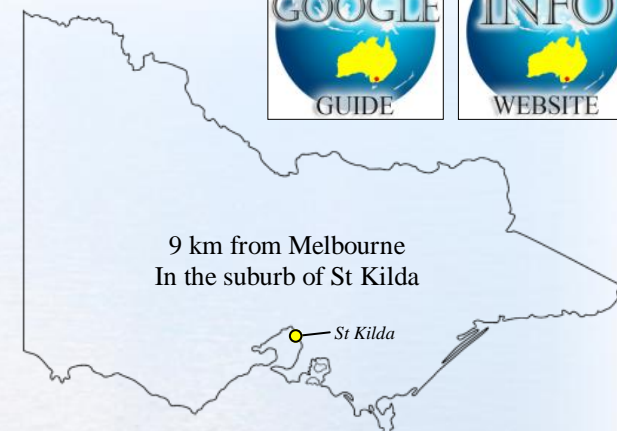 GOOGLE
GUIDE
INFO
WEBSITE
9 km from Melbourne
In the suburb of St Kilda
St Kilda